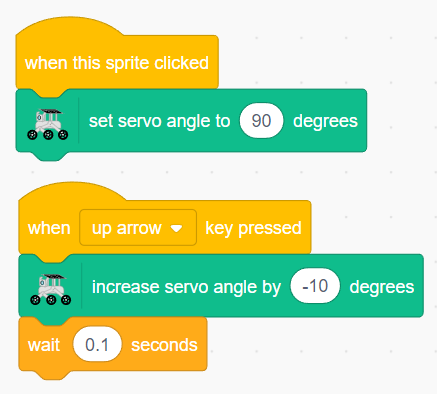 when this sprite clicked
set servo angle to 90 degrees
when up arrow key pressed
increase servo angle by -10 degrees
wait 0.1 seconds